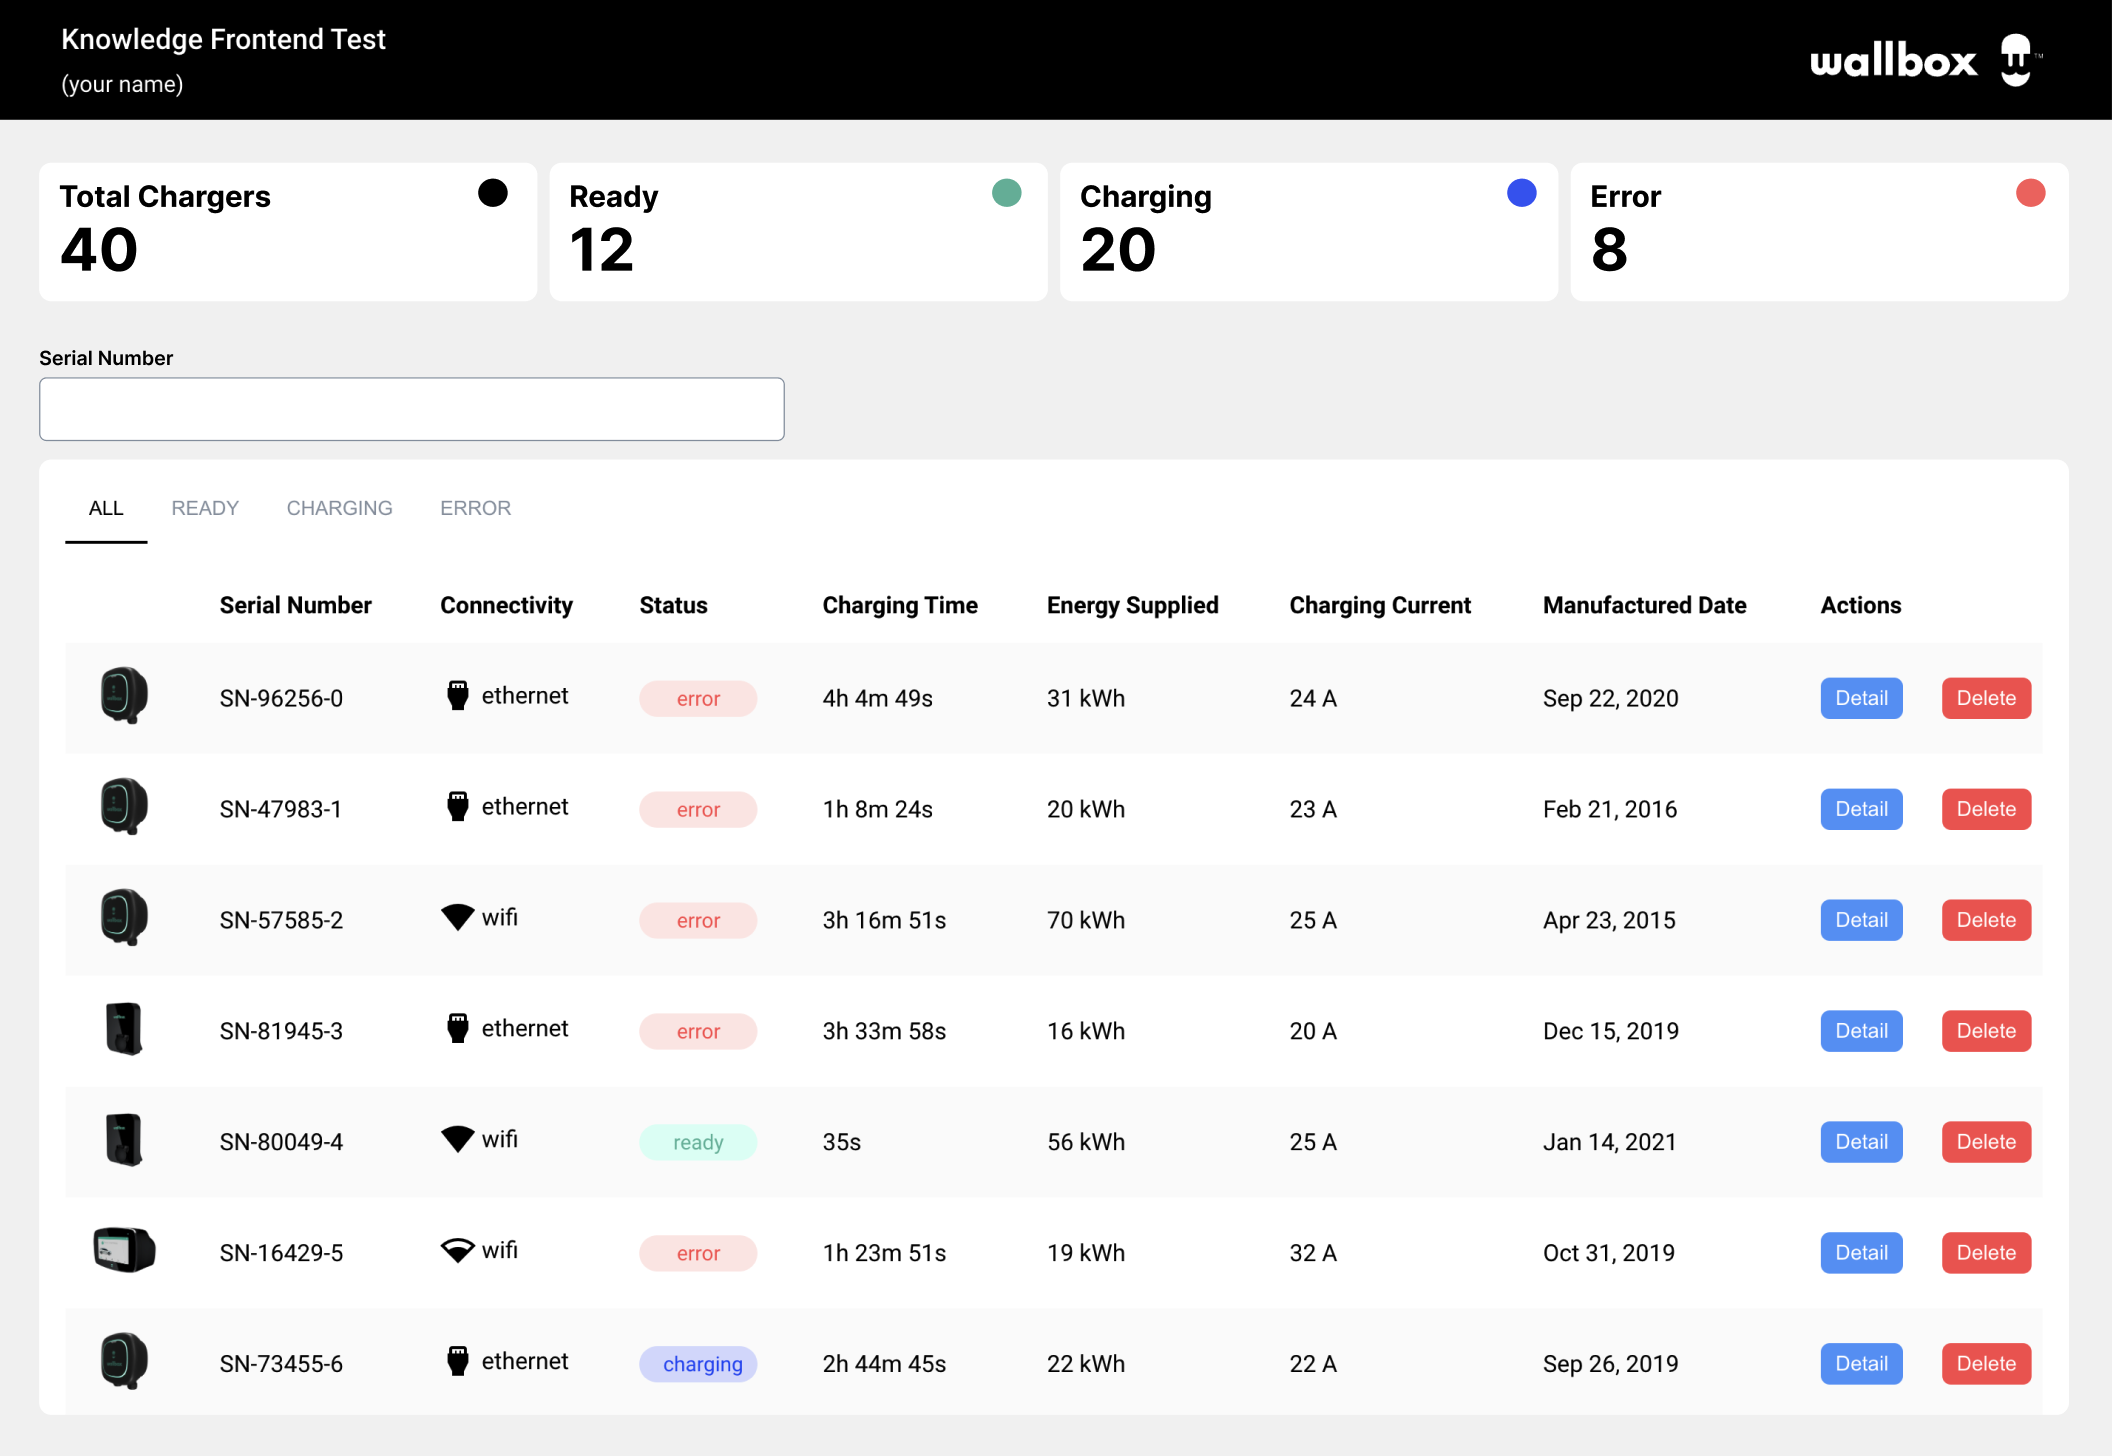 Knowledge Frontend Test
(your name)
wallbox ™
Total Chargers
40
Ready
12
Charging
20
Error
8
Serial Number
ALL READY CHARGING ERROR
Serial Number Connectivity Status Charging Time Energy Supplied Charging Current Manufactured Date Actions
SN-96256-0 ethernet error 4h 4m 49s 31 kWh 24 A Sep 22, 2020 Detail Delete
SN-47983-1 ethernet error 1h 8m 24s 20 kWh 23 A Feb 21, 2016 Detail Delete
SN-57585-2 wifi error 3h 16m 51s 70 kWh 25 A Apr 23, 2015 Detail Delete
SN-81945-3 ethernet error 3h 33m 58s 16 kWh 20 A Dec 15, 2019 Detail Delete
SN-80049-4 wifi ready 35s 56 kWh 25 A Jan 14, 2021 Detail Delete
SN-16429-5 wifi error 1h 23m 51s 19 kWh 32 A Oct 31, 2019 Detail Delete
SN-73455-6 ethernet charging 2h 44m 45s 22 kWh 22 A Sep 26, 2019 Detail Delete